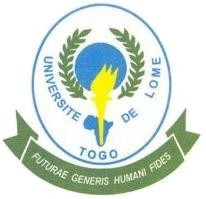 UNIVERSITE DE LOME
TOGO
FUTURAE GENERIS HUMANI FIDES